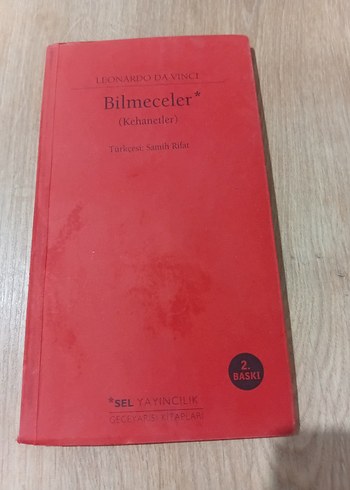 LEONARDO DA VINCI
Bilmeceler*
(Kehanetler)
Türkçesi: Samih Rifat
2.
BASKI
*SEL YAYINCILIK
GECEYARISI KİTAPLARI